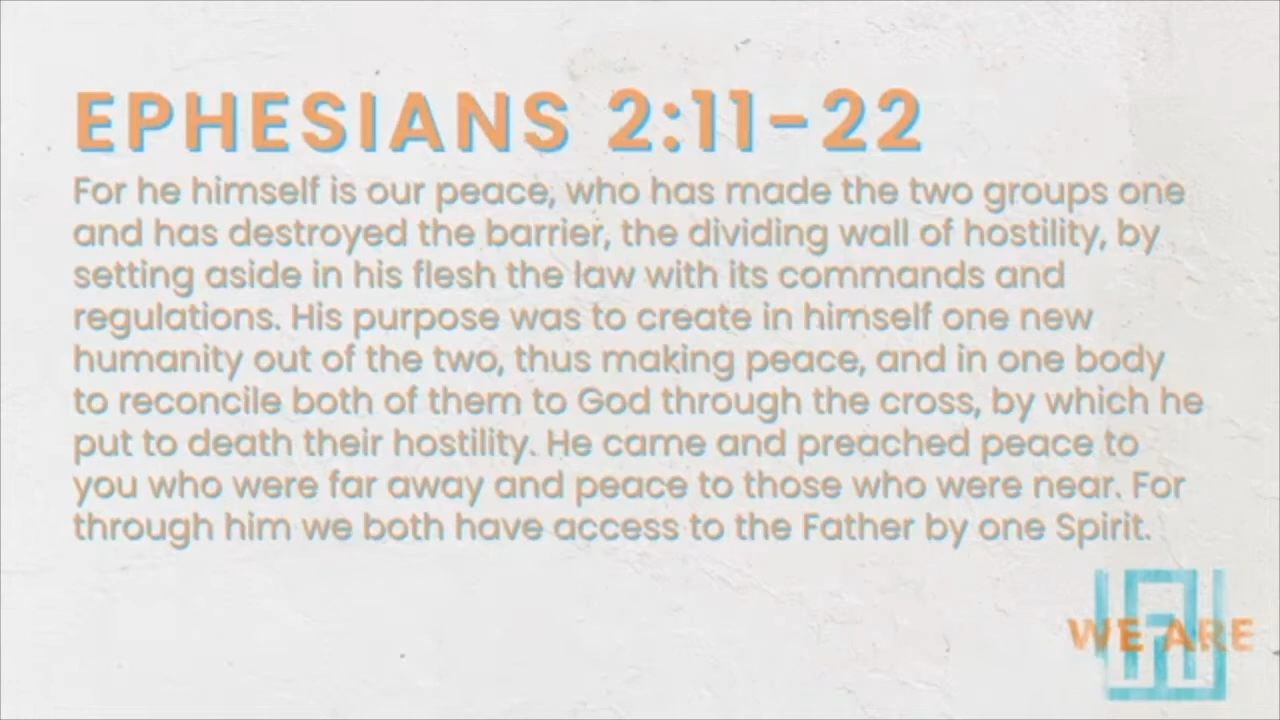 EPHESIANS 2:11-22
For he himself is our peace, who has made the two groups one
and has destroyed the barrier, the dividing wall of hostility, by
setting aside in his flesh the law with its commands and
regulations. His purpose was to create in himself one new
humanity out of the two, thus making peace, and in one body
to reconcile both of them to God through the cross, by which he
put to death their hostility. He came and preached peace to
you who were far away and peace to those who were near. For
through him we both have access to the Father by one Spirit.
WE ARE